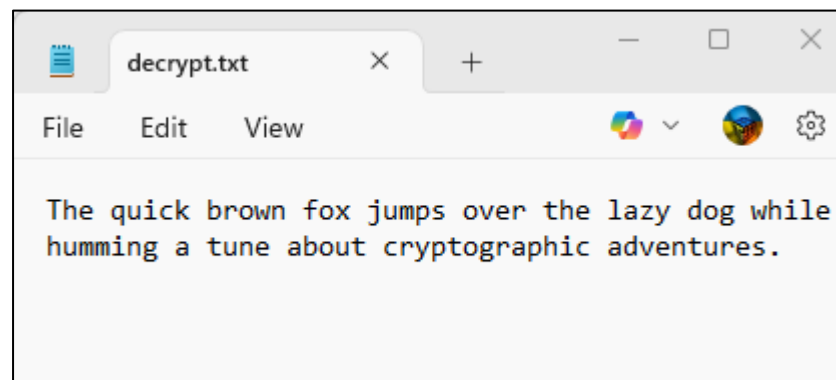 decrypt.txt
File Edit View
The quick brown fox jumps over the lazy dog while
humming a tune about cryptographic adventures.